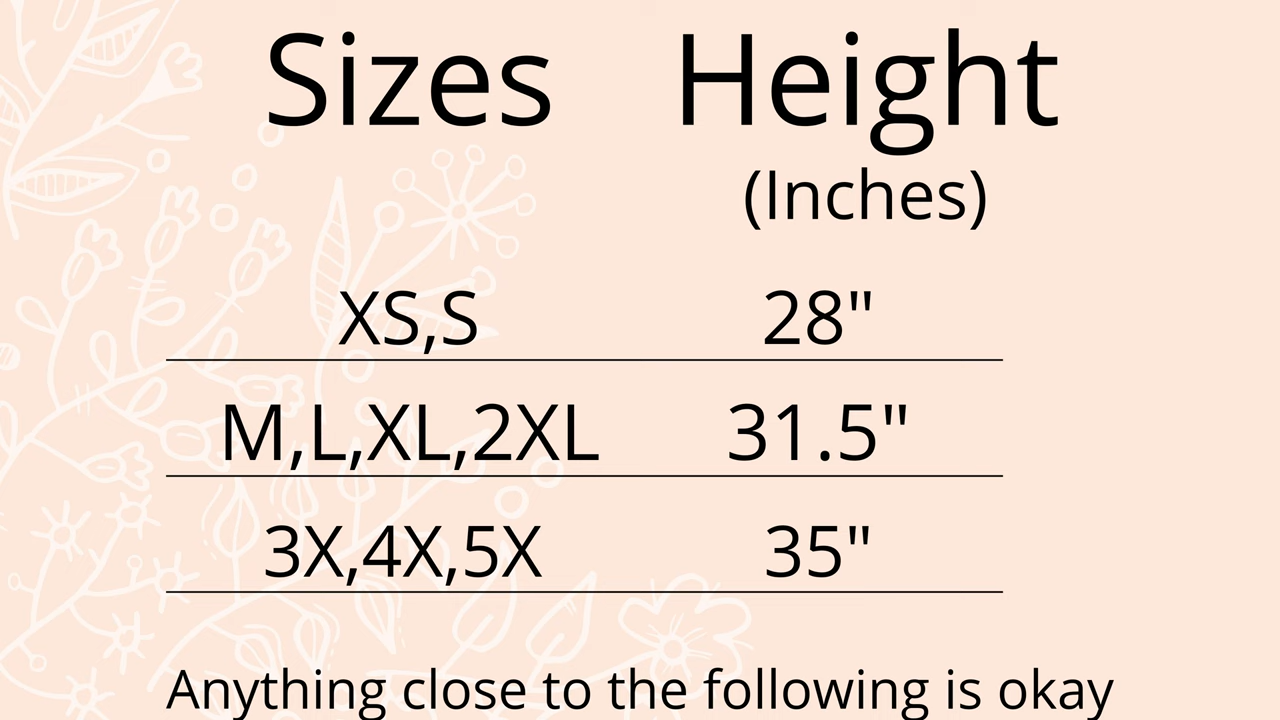 Sizes Height
(Inches)
XS,S 28"
M,L,XL,2XL 31.5"
3X,4X,5X 35"
Anything close to the following is okay